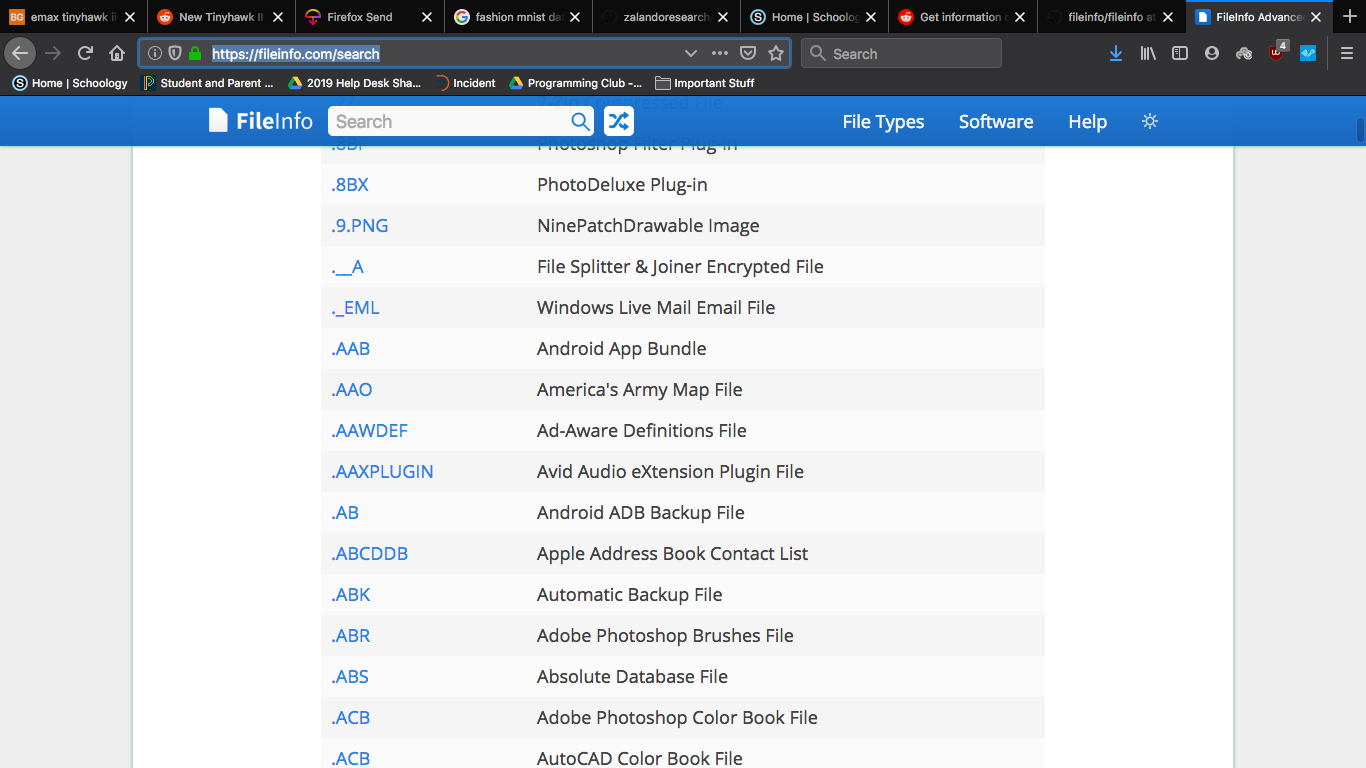 emax tinyhawk ii
New Tinyhawk II
Firefox Send
fashion mnist da
zalandoresearch/
Home | Schoolog
Get information o
fileinfo/fileinfo at
FileInfo Advance
https://fileinfo.com/search
Search
4
Home | Schoology
Student and Parent ...
2019 Help Desk Sha...
Incident
Programming Club –...
Important Stuff
FileInfo
Search
File Types
Software
Help
7-Zip Compressed File
.8BF Photoshop Filter Plug-in
.8BX PhotoDeluxe Plug-in
.9.PNG NinePatchDrawable Image
.__A File Splitter & Joiner Encrypted File
._EML Windows Live Mail Email File
.AAB Android App Bundle
.AAO America's Army Map File
.AAWDEF Ad-Aware Definitions File
.AAXPLUGIN Avid Audio eXtension Plugin File
.AB Android ADB Backup File
.ABCDDB Apple Address Book Contact List
.ABK Automatic Backup File
.ABR Adobe Photoshop Brushes File
.ABS Absolute Database File
.ACB Adobe Photoshop Color Book File
.ACB AutoCAD Color Book File